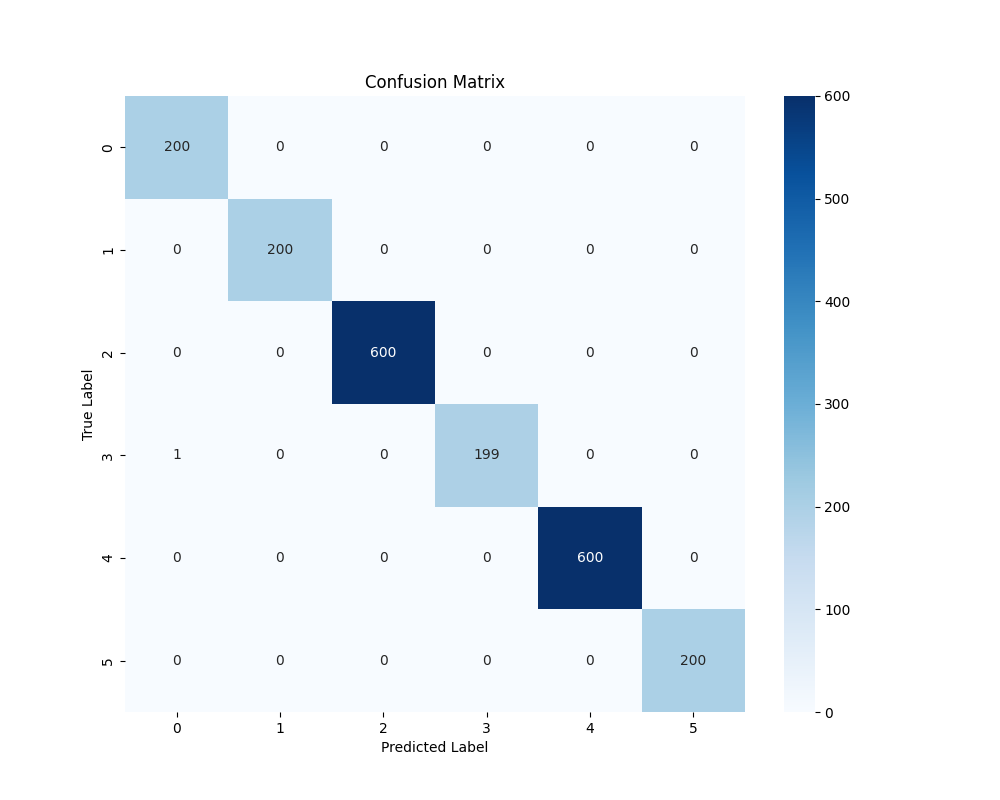 Confusion Matrix
0 200 0 0 0 0 0
1 0 200 0 0 0 0
2 0 0 600 0 0 0
3 1 0 0 199 0 0
4 0 0 0 0 600 0
5 0 0 0 0 0 200
True Label
0 1 2 3 4 5
Predicted Label
600
500
400
300
200
100
0